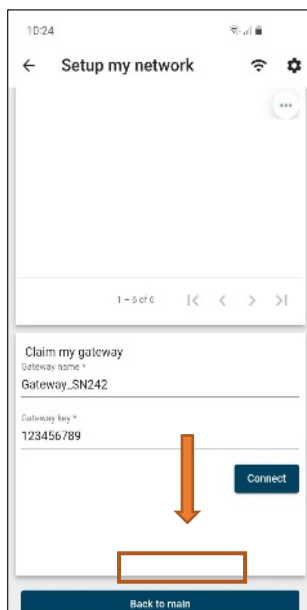 10:24
Setup my network
1 – 6 of 6
Claim my gateway
Gateway name *
Gateway_SN242
Gateway key *
123456789
Connect
Back to main